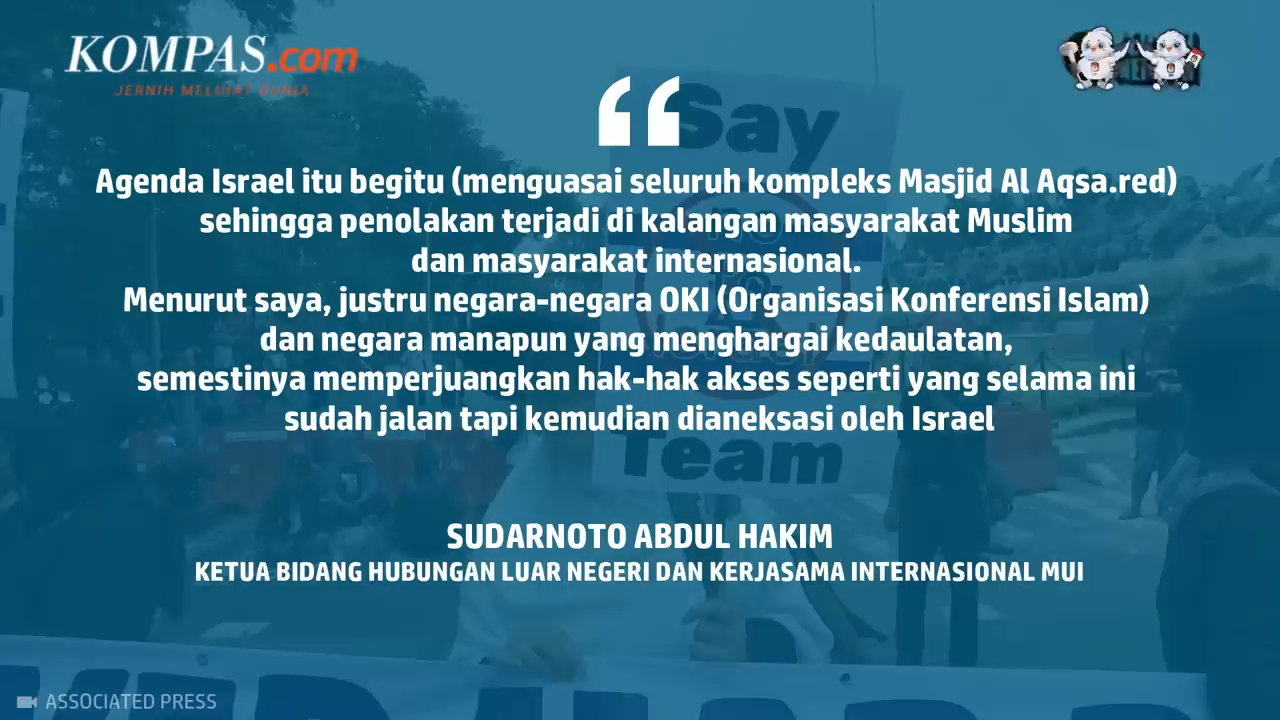 KOMPAS.com
JERNIH MELIHAT DUNIA
Say
Agenda Israel itu begitu (menguasai seluruh kompleks Masjid Al Aqsa.red)
sehingga penolakan terjadi di kalangan masyarakat Muslim
dan masyarakat internasional.
Menurut saya, justru negara-negara OKI (Organisasi Konferensi Islam)
dan negara manapun yang menghargai kedaulatan,
semestinya memperjuangkan hak-hak akses seperti yang selama ini
sudah jalan tapi kemudian dianeksasi oleh Israel
Team
SUDARNOTO ABDUL HAKIM
KETUA BIDANG HUBUNGAN LUAR NEGERI DAN KERJASAMA INTERNASIONAL MUI
ASSOCIATED PRESS